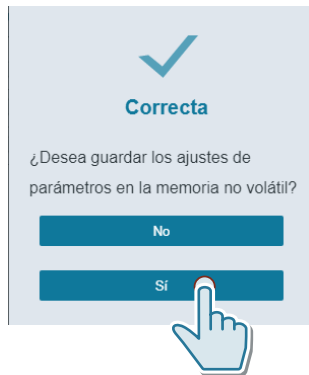 Correcta
¿Desea guardar los ajustes de
parámetros en la memoria no volátil?
No
Sí